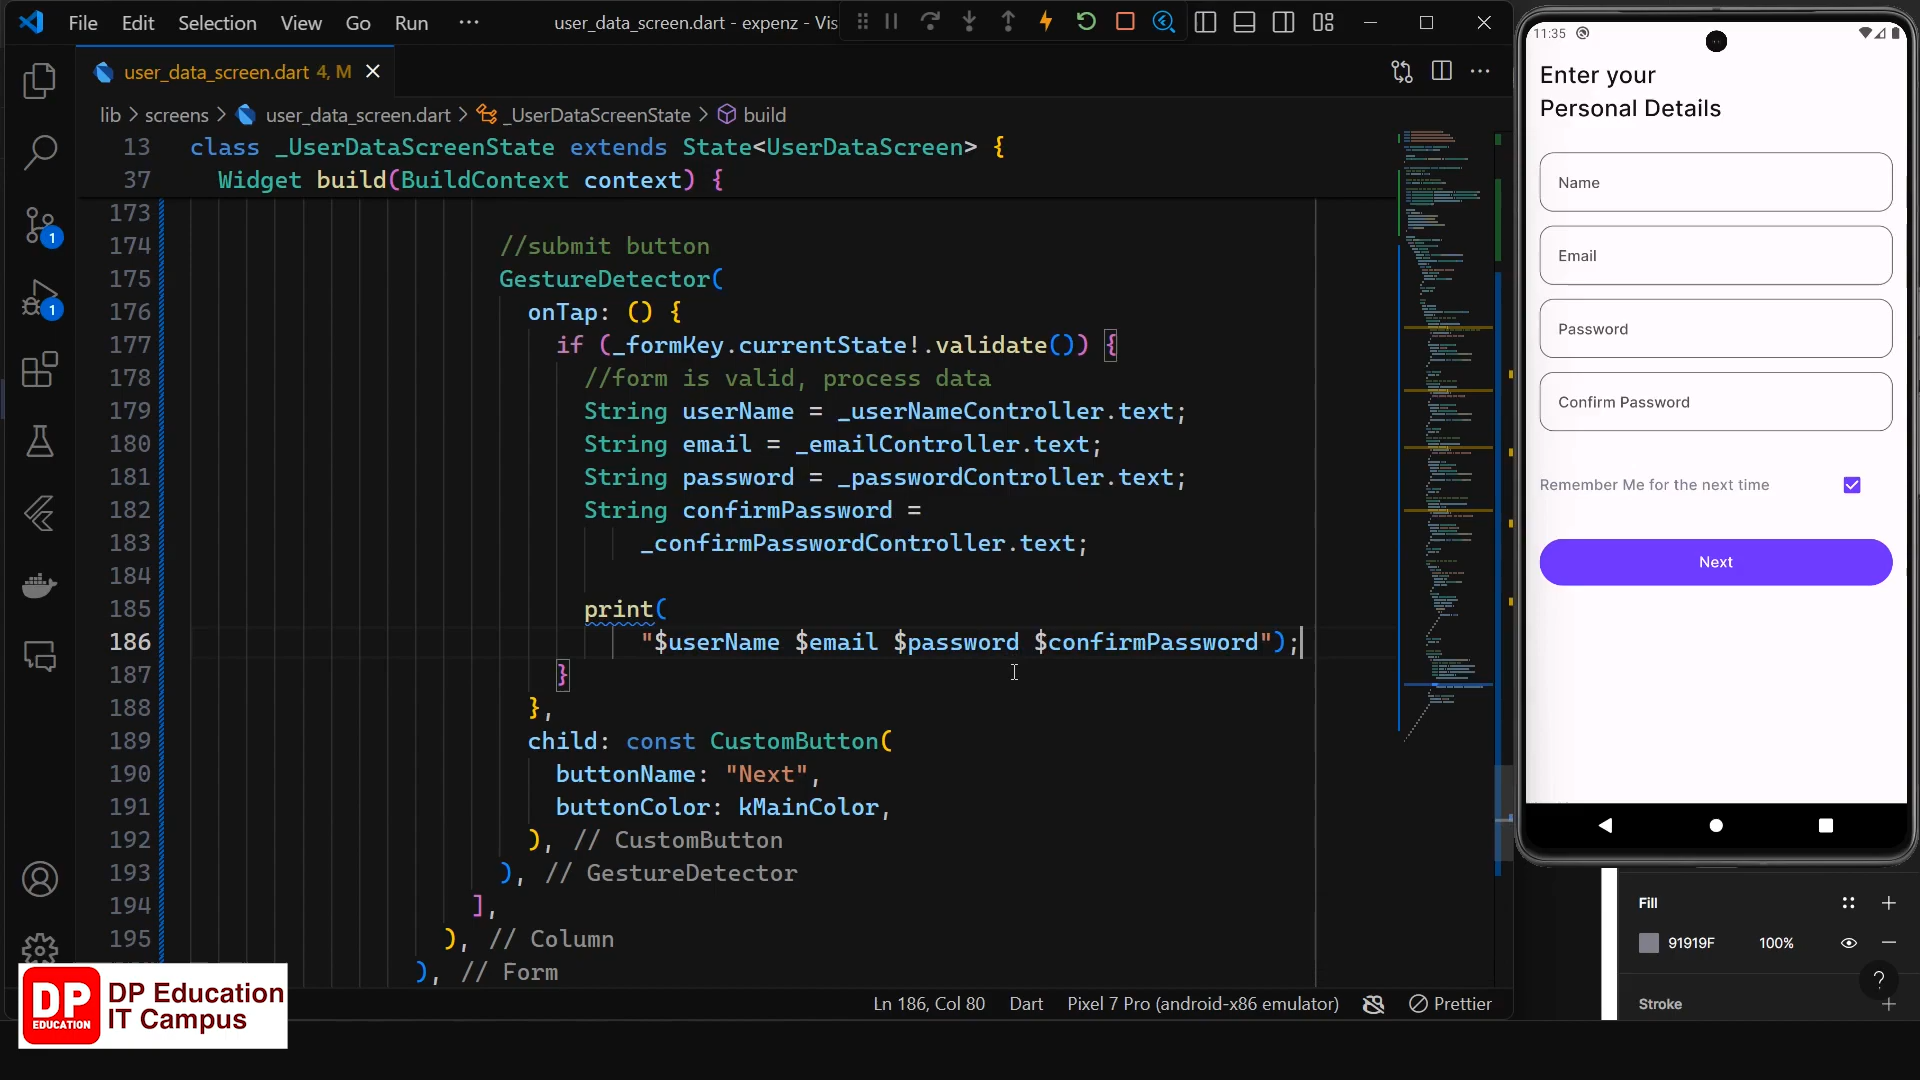 File Edit Selection View Go Run ···
user_data_screen.dart - expenz - Vis
user_data_screen.dart 4, M
lib > screens > user_data_screen.dart > _UserDataScreenState > build
13 class _UserDataScreenState extends State<UserDataScreen> {
37 Widget build(BuildContext context) {
173
174 //submit button
175 GestureDetector(
176 onTap: () {
177 if (_formKey.currentState!.validate()) {
178 //form is valid, process data
179 String userName = _userNameController.text;
180 String email = _emailController.text;
181 String password = _passwordController.text;
182 String confirmPassword =
183 _confirmPasswordController.text;
184
185 print(
186 "$userName $email $password $confirmPassword");
187 }
188 },
189 child: const CustomButton(
190 buttonName: "Next",
191 buttonColor: kMainColor,
192 ), // CustomButton
193 ), // GestureDetector
194 ],
195 ), // Column
), // Form
1
1
Ln 186, Col 80 Dart Pixel 7 Pro (android-x86 emulator) Prettier
DP
EDUCATION
DP Education
IT Campus
11:35
Enter your
Personal Details
Name
Email
Password
Confirm Password
Remember Me for the next time
Next
Fill
91919F 100%
?
Stroke